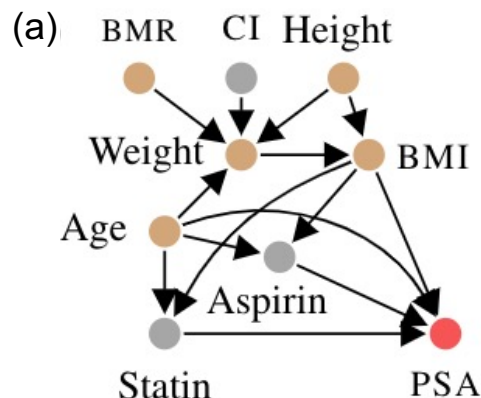 (a)
BMR CI Height
Weight BMI
Age
Aspirin
Statin PSA